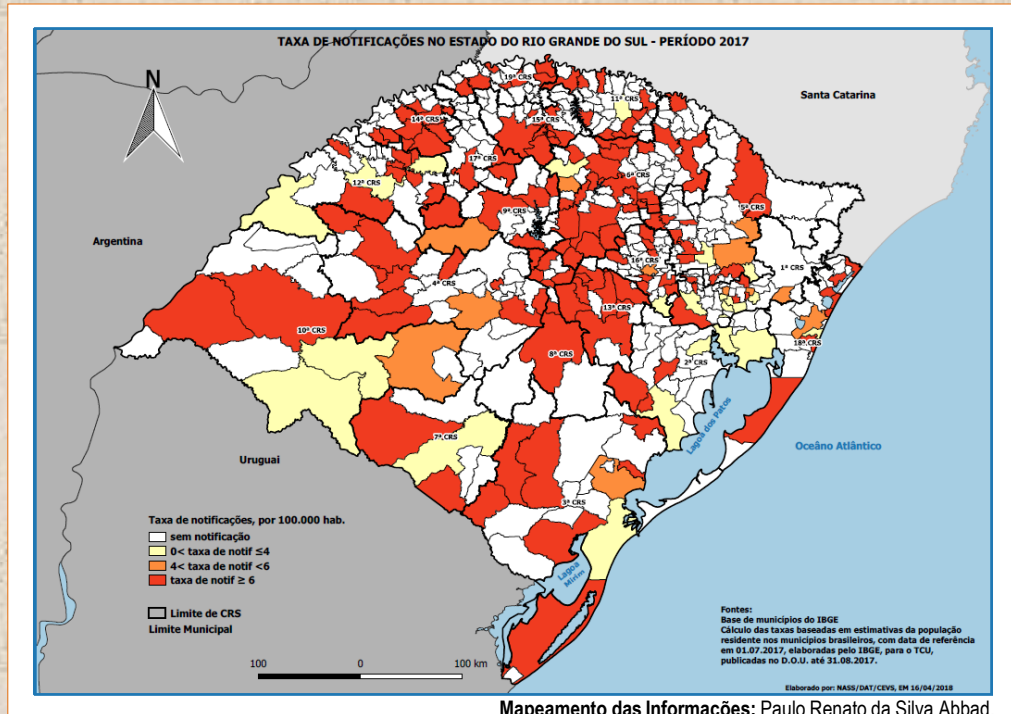 TAXA DE NOTIFICAÇÕES NO ESTADO DO RIO GRANDE DO SUL - PERÍODO 2017
N
Santa Catarina
Argentina
Uruguai
Oceâno Atlântico
Lagoa dos Patos
Lagoa
Mirim
19ª CRS
11ª CRS
14ª CRS
15ª CRS
17ª CRS
6ª CRS
12ª CRS
5ª CRS
9ª CRS
16ª CRS
1ª CRS
4ª CRS
13ª CRS
10ª CRS
18ª CRS
8ª CRS
2ª CRS
7ª CRS
3ª CRS
Taxa de notificações, por 100.000 hab.
sem notificação
0< taxa de notif ≤4
4< taxa de notif <6
taxa de notif ≥ 6
Limite de CRS
Limite Municipal
100 0 100 km
Fontes:
Base de municípios do IBGE
Cálculo das taxas baseadas em estimativas da população
residente nos municípios brasileiros, com data de referência
em 01.07.2017, elaboradas pelo IBGE, para o TCU,
publicadas no D.O.U. até 31.08.2017.
Elaborado por: NASS/DAT/CEVS, EM 16/04/2018
Mapeamento das Informações: Paulo Renato da Silva Abbad